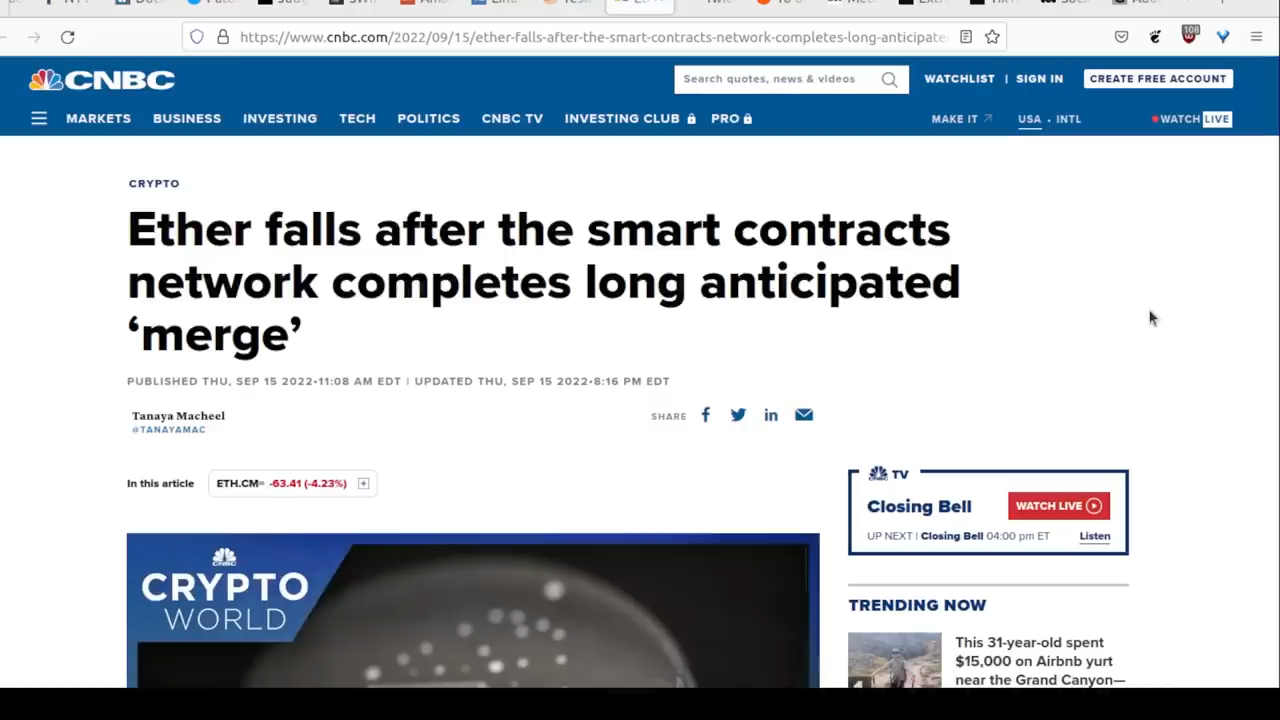 https://www.cnbc.com/2022/09/15/ether-falls-after-the-smart-contracts-network-completes-long-anticipate
108
CNBC
Search quotes, news & videos
WATCHLIST | SIGN IN
CREATE FREE ACCOUNT
MARKETS BUSINESS INVESTING TECH POLITICS CNBC TV INVESTING CLUB PRO
MAKE IT USA • INTL
WATCH LIVE
CRYPTO
Ether falls after the smart contracts
network completes long anticipated
‘merge’
PUBLISHED THU, SEP 15 2022•11:08 AM EDT | UPDATED THU, SEP 15 2022•8:16 PM EDT
Tanaya Macheel
@TANAYAMAC
SHARE
In this article
ETH.CM= -63.41 (-4.23%)
CNBC
CRYPTO
WORLD
TV
Closing Bell
WATCH LIVE
UP NEXT | Closing Bell 04:00 pm ET
Listen
TRENDING NOW
This 31-year-old spent
$15,000 on Airbnb yurt
near the Grand Canyon—